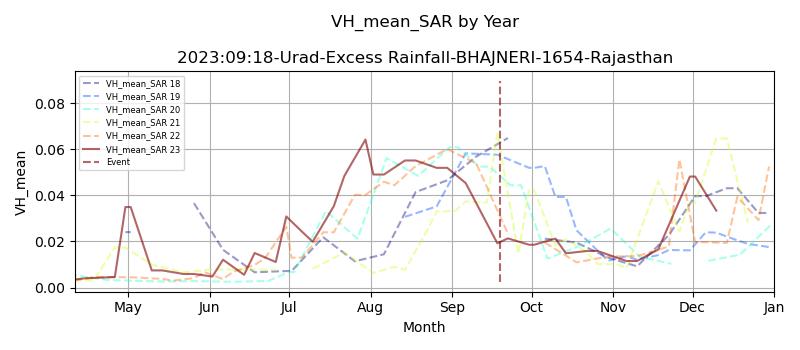 VH_mean_SAR by Year
2023:09:18-Urad-Excess Rainfall-BHAJNERI-1654-Rajasthan
VH_mean
0.08
0.06
0.04
0.02
0.00
VH_mean_SAR 18
VH_mean_SAR 19
VH_mean_SAR 20
VH_mean_SAR 21
VH_mean_SAR 22
VH_mean_SAR 23
Event
May Jun Jul Aug Sep Oct Nov Dec Jan
Month